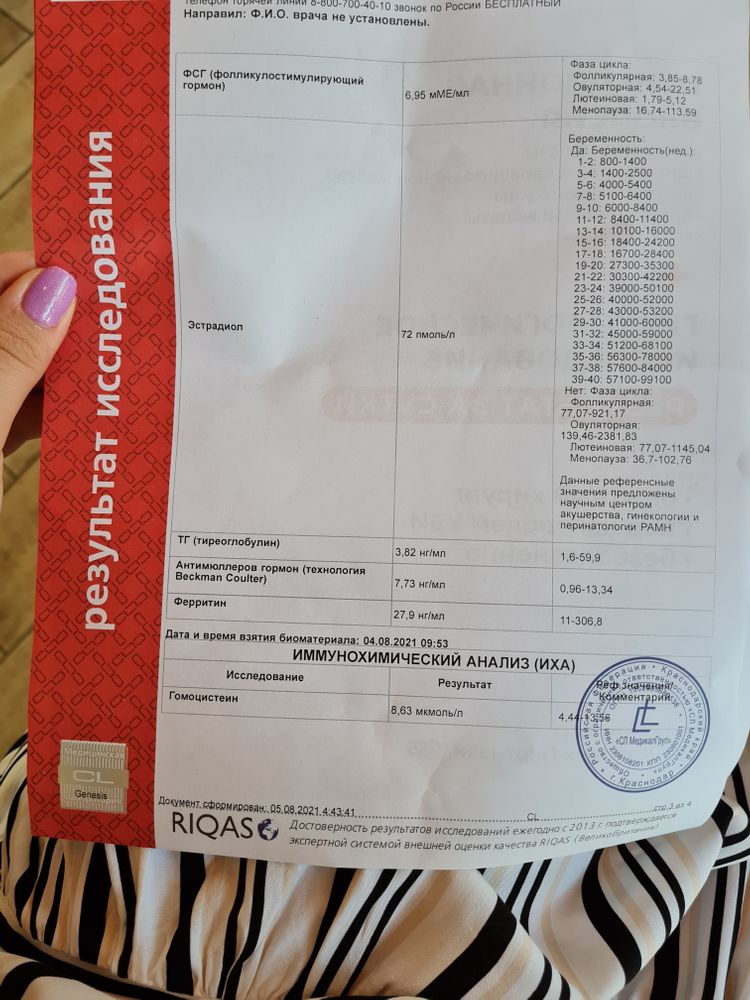 Телефон горячей линии 8-800-700-40-10 звонок по России БЕСПЛАТНЫЙ
Направил: Ф.И.О. врача не установлены.
результат исследования
ФСГ (фолликулостимулирующий
гормон)
6,95 мМЕ/мл
Фаза цикла:
Фолликулярная: 3,85-8,78
Овуляторная: 4,54-22,51
Лютеиновая: 1,79-5,12
Менопауза: 16,74-113,59
Эстрадиол
72 пмоль/л
Беременность:
Да: Беременность(нед.):
1-2: 800-1400
3-4: 1400-2500
5-6: 4000-5400
7-8: 5100-6400
9-10: 6000-8400
11-12: 8400-11400
13-14: 10100-16000
15-16: 18400-24200
17-18: 16700-28400
19-20: 27300-35300
21-22: 30300-42200
23-24: 39000-50100
25-26: 40000-52000
27-28: 43000-53200
29-30: 41000-60000
31-32: 45000-59000
33-34: 51200-68100
35-36: 56300-78000
37-38: 57600-84000
39-40: 57100-99100
Нет: Фаза цикла:
Фолликулярная:
77,07-921,17
Овуляторная:
139,46-2381,83
Лютеиновая: 77,07-1145,04
Менопауза: 36,7-102,76
Данные референсные
значения предложены
научным центром
акушерства, гинекологии и
перинатологии РАМН
ТГ (тиреоглобулин)
3,82 нг/мл
1,6-59,9
Антимюллеров гормон (технология
Beckman Coulter)
7,73 нг/мл
0,96-13,34
Ферритин
27,9 нг/мл
11-306,8
Дата и время взятия биоматериала: 04.08.2021 09:53
ИММУНОХИМИЧЕСКИЙ АНАЛИЗ (ИХА)
Исследование
Результат
Реф.значения/
Комментарий
Гомоцистеин
8,63 мкмоль/л
4,44-13,56
Российская Федерация • Краснодарский край
«СЛ МедикалГруп»
г. Краснодар
CL
Genesis
Документ сформирован: 05.08.2021 4:43:41
CL
стр.3 из 4
RIQAS
Достоверность результатов исследований ежегодно с 2013 г. подтверждается
экспертной системой внешней оценки качества RIQAS (Великобритания)